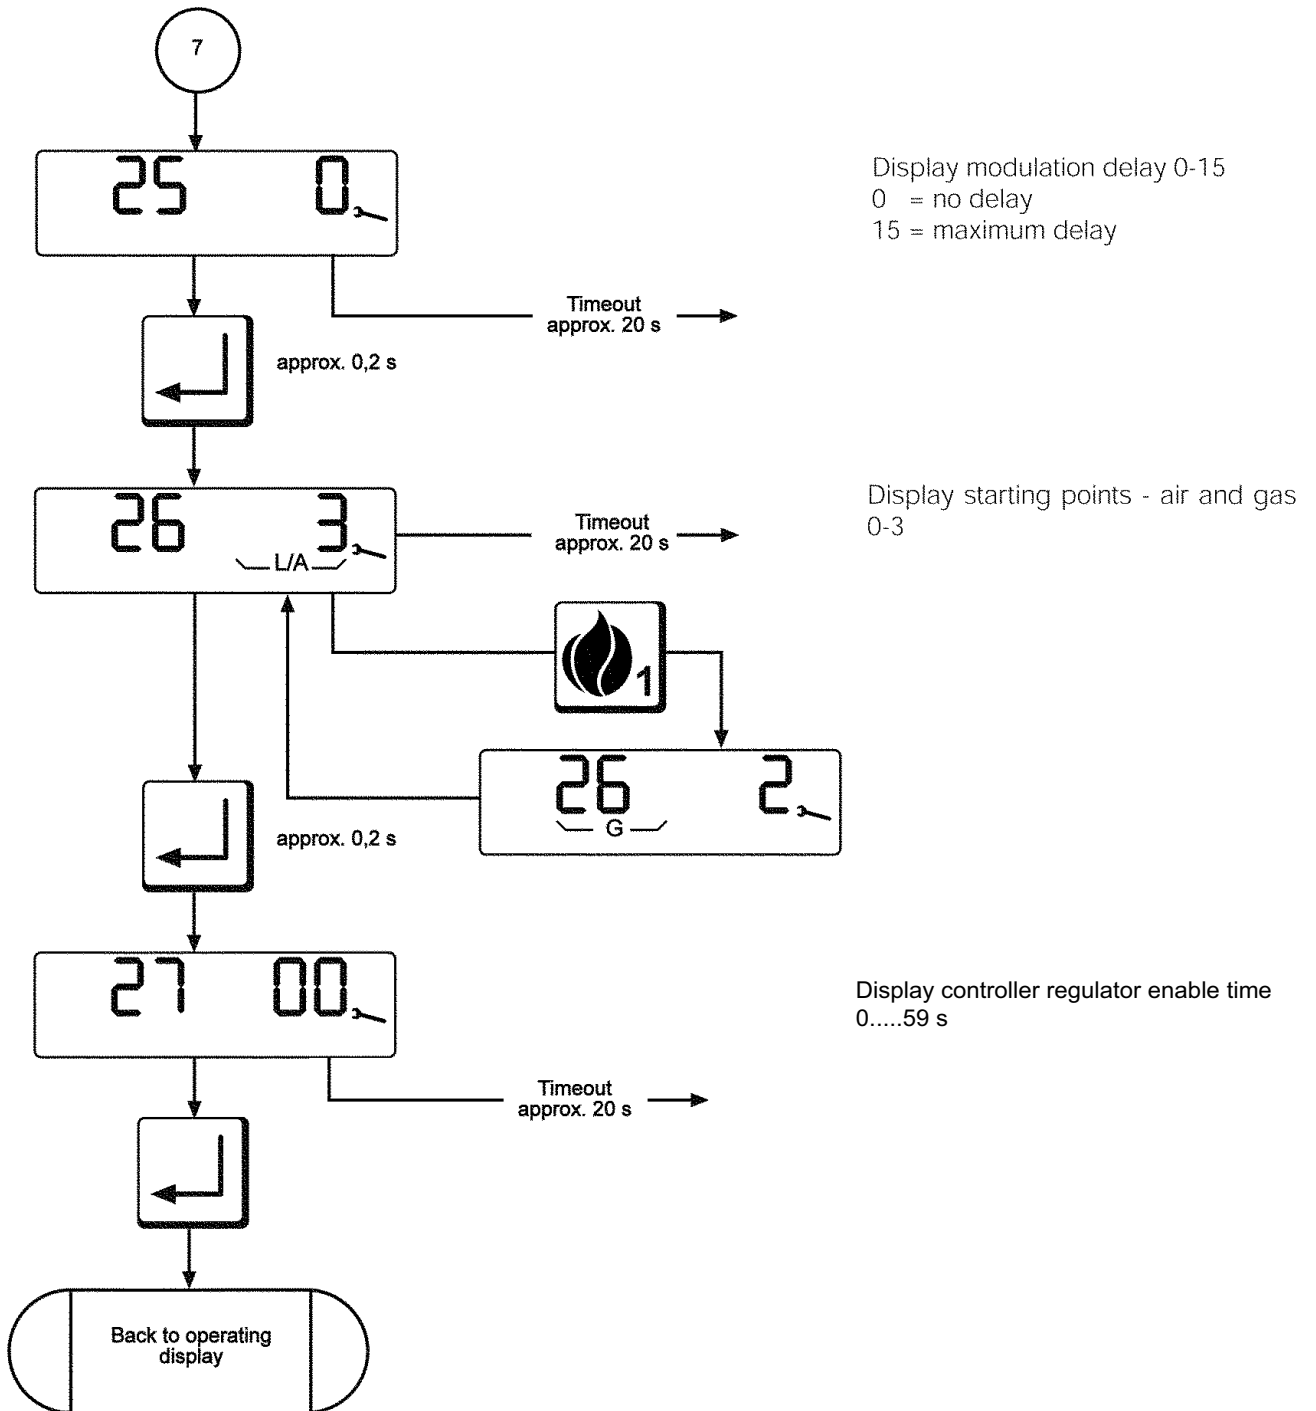 7
25 0
Display modulation delay 0-15
0 = no delay
15 = maximum delay
Timeout
approx. 20 s
approx. 0,2 s
26 3
L/A
Timeout
approx. 20 s
Display starting points - air and gas
0-3
1
26 2
G
approx. 0,2 s
27 00
Display controller regulator enable time
0.....59 s
Timeout
approx. 20 s
Back to operating
display